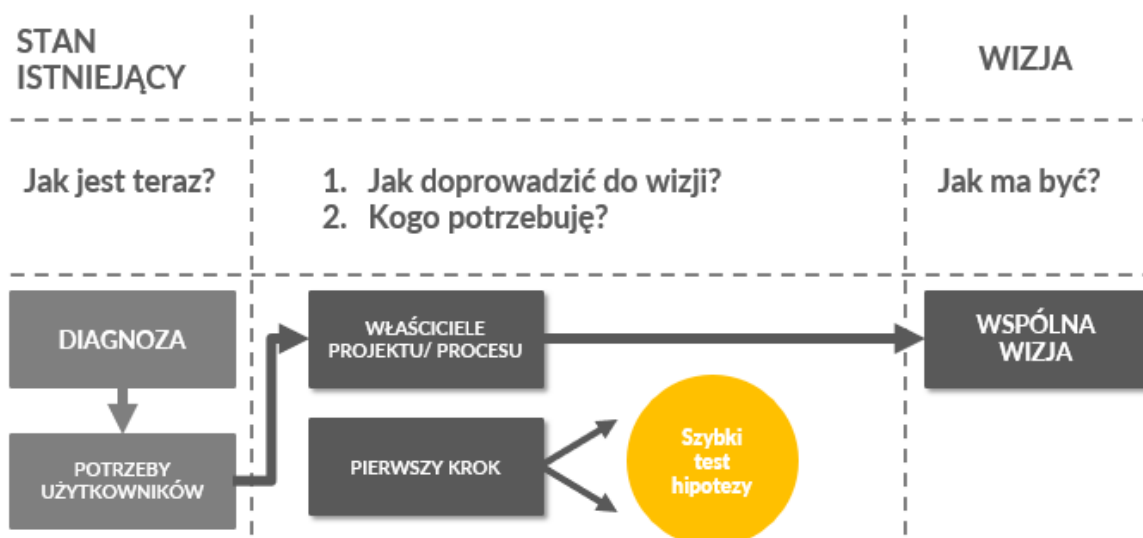 STAN
ISTNIEJĄCY
WIZJA
Jak jest teraz?
1. Jak doprowadzić do wizji?
2. Kogo potrzebuję?
Jak ma być?
DIAGNOZA
WŁAŚCICIELE
PROJEKTU/ PROCESU
WSPÓLNA
WIZJA
POTRZEBY
UŻYTKOWNIKÓW
PIERWSZY KROK
Szybki
test
hipotezy